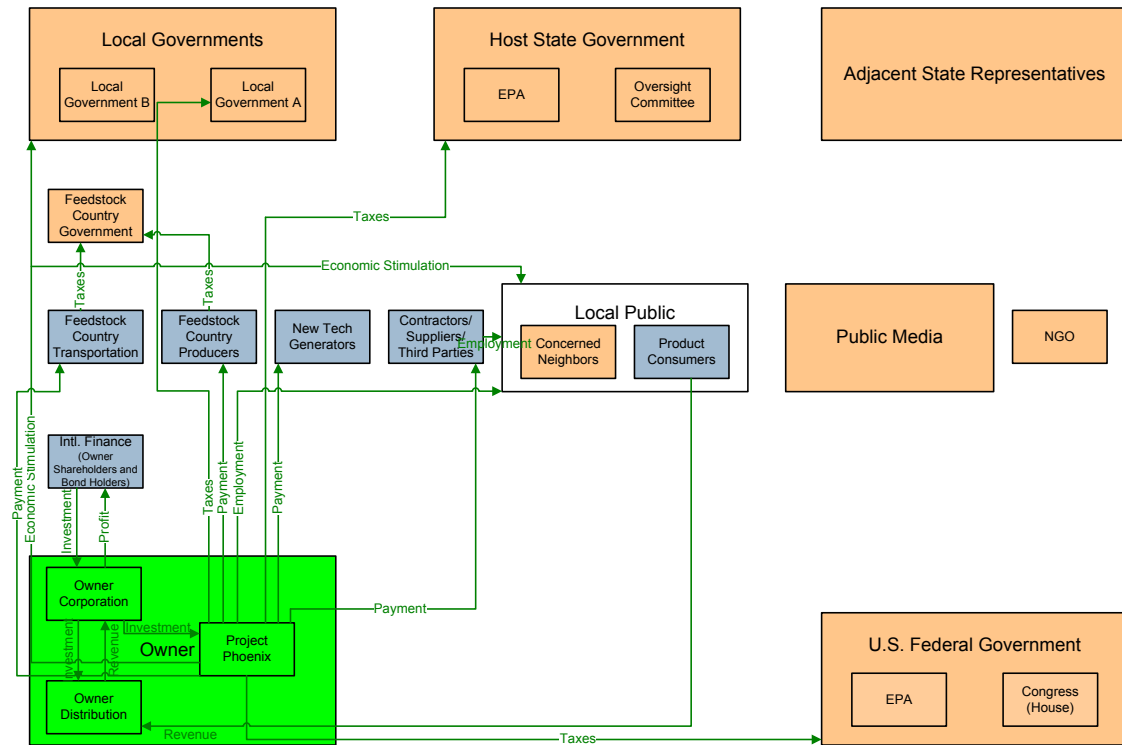 Local Governments
Local
Government B
Local
Government A
Host State Government
EPA
Oversight
Committee
Adjacent State Representatives
Feedstock
Country
Government
Taxes
Economic Stimulation
Taxes
Taxes
Feedstock
Country
Transportation
Feedstock
Country
Producers
New Tech
Generators
Contractors/
Suppliers/
Third Parties
Employment
Local Public
Concerned
Neighbors
Product
Consumers
Public Media
NGO
Intl. Finance
(Owner
Shareholders and
Bond Holders)
Payment
Economic Stimulation
Investment
Profit
Taxes
Payment
Employment
Payment
Owner
Corporation
Investment
Payment
Investment
Revenue
Owner
Project
Phoenix
Owner
Distribution
Revenue
Taxes
U.S. Federal Government
EPA
Congress
(House)